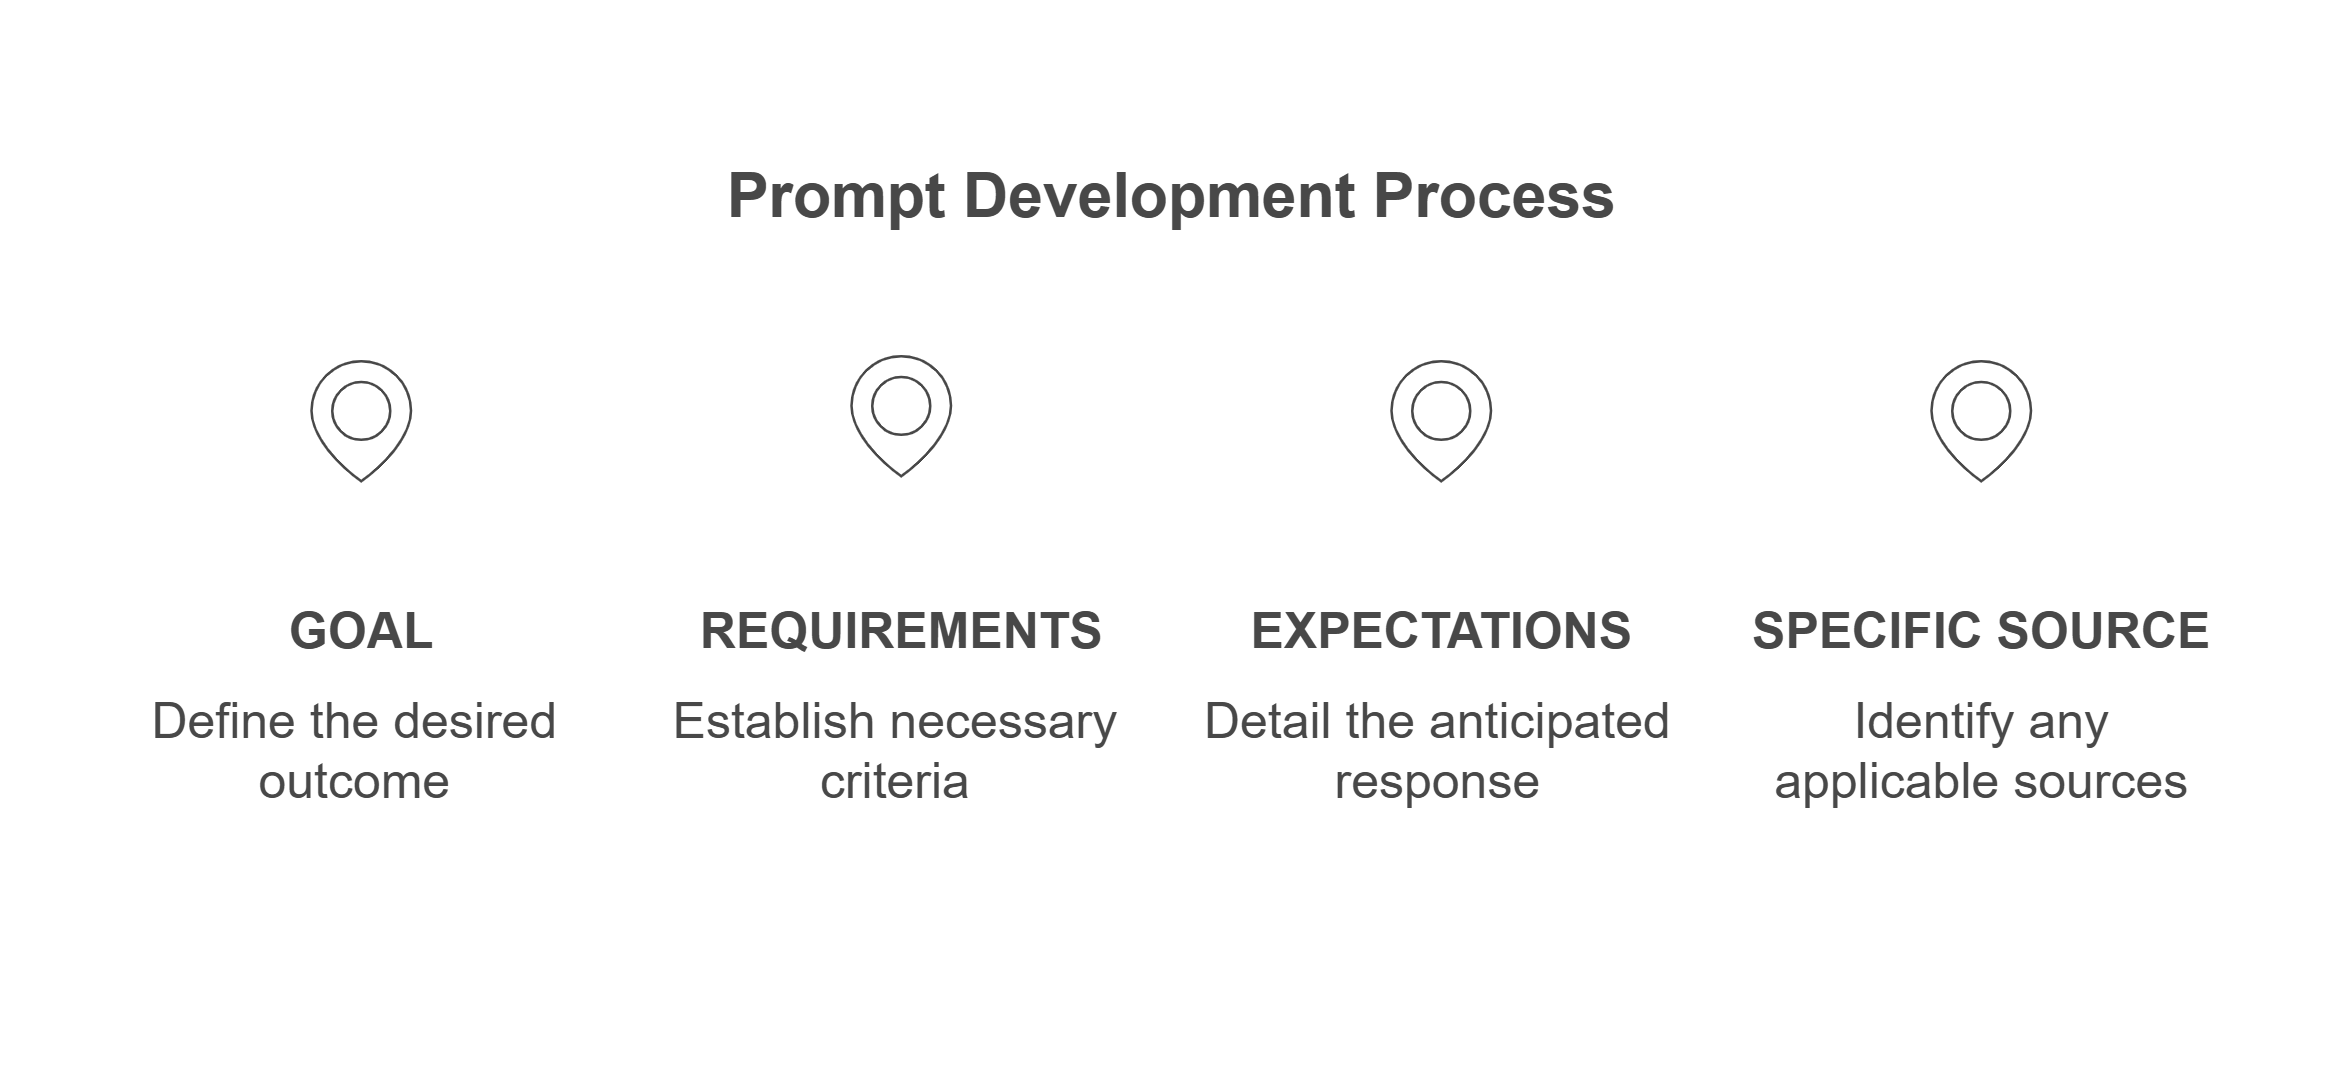 Prompt Development Process
GOAL
Define the desired
outcome
REQUIREMENTS
Establish necessary
criteria
EXPECTATIONS
Detail the anticipated
response
SPECIFIC SOURCE
Identify any
applicable sources